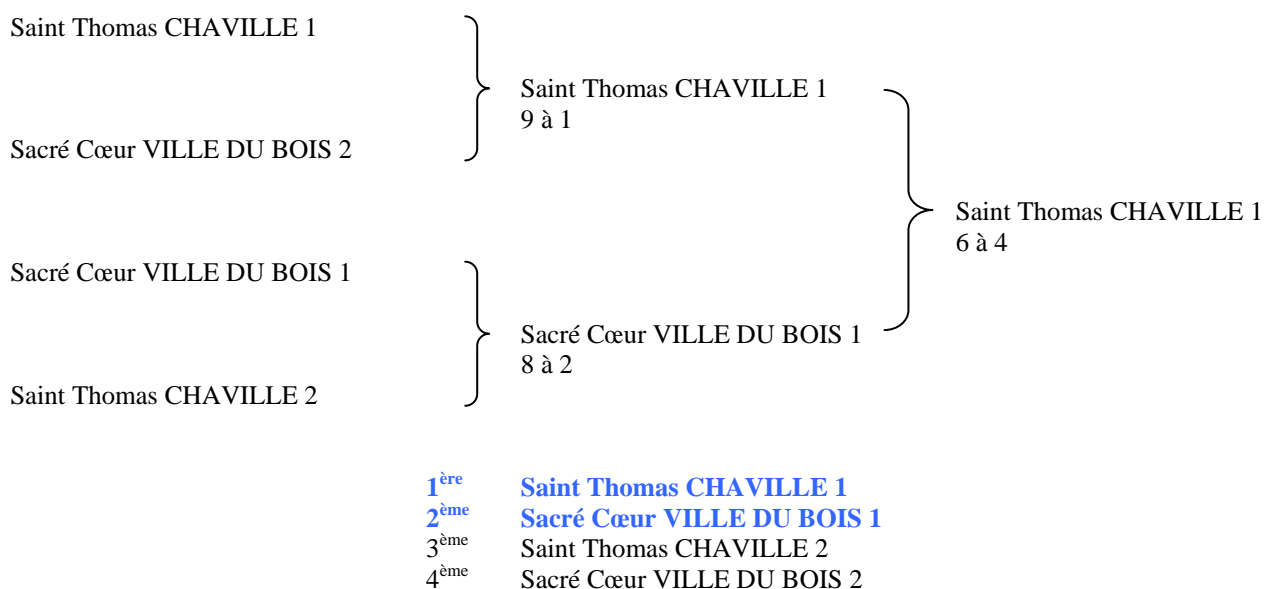 Saint Thomas CHAVILLE 1
Saint Thomas CHAVILLE 1
9 à 1
Sacré Cœur VILLE DU BOIS 2
Saint Thomas CHAVILLE 1
6 à 4
Sacré Cœur VILLE DU BOIS 1
Sacré Cœur VILLE DU BOIS 1
8 à 2
Saint Thomas CHAVILLE 2
1ère Saint Thomas CHAVILLE 1
2ème Sacré Cœur VILLE DU BOIS 1
3ème Saint Thomas CHAVILLE 2
4ème Sacré Cœur VILLE DU BOIS 2